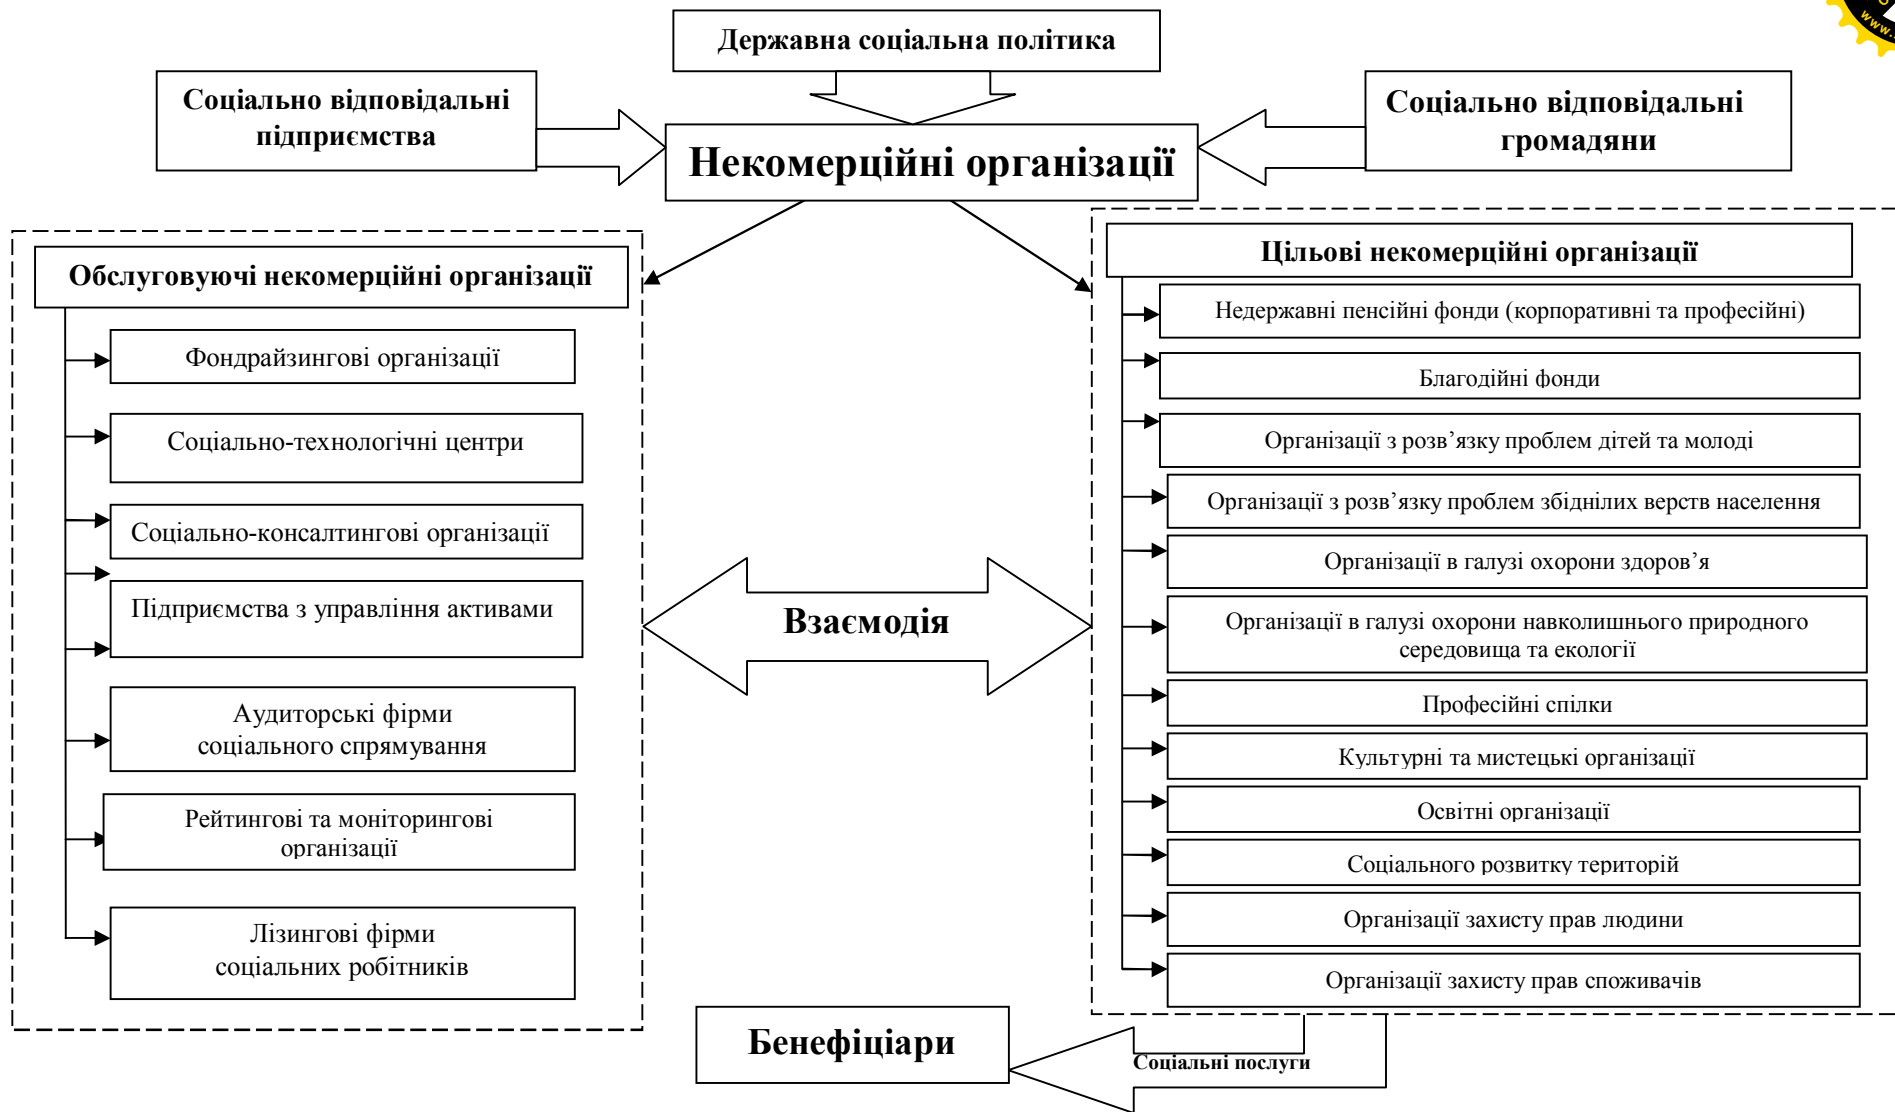 Державна соціальна політика
Соціально відповідальні
підприємства
Соціально відповідальні
громадяни
Некомерційні організації
Обслуговуючі некомерційні організації
Фондрайзингові організації
Соціально-технологічні центри
Соціально-консалтингові організації
Підприємства з управління активами
Аудиторські фірми
соціального спрямування
Рейтингові та моніторингові
організації
Лізингові фірми
соціальних робітників
Взаємодія
Цільові некомерційні організації
Недержавні пенсійні фонди (корпоративні та професійні)
Благодійні фонди
Організації з розв’язку проблем дітей та молоді
Організації з розв’язку проблем збіднілих верств населення
Організації в галузі охорони здоров’я
Організації в галузі охорони навколишнього природного
середовища та екології
Професійні спілки
Культурні та мистецькі організації
Освітні організації
Соціального розвитку територій
Організації захисту прав людини
Організації захисту прав споживачів
Бенефіціари
Соціальні послуги